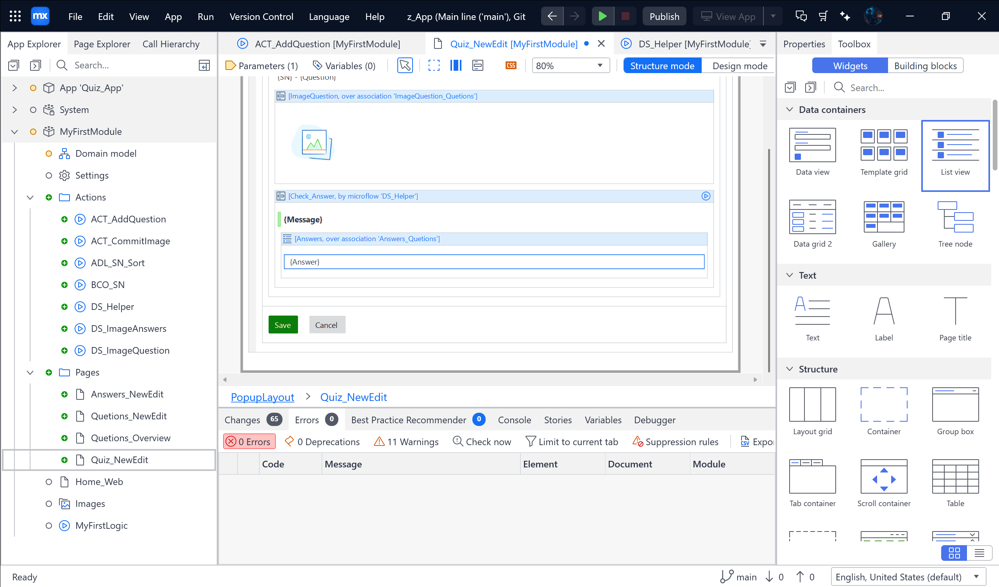 mx
File
Edit
View
App
Run
Version Control
Language
Help
z_App (Main line ('main'), Git
Publish
View App
App Explorer
Page Explorer
Call Hierarchy
Search...
App 'Quiz_App'
System
MyFirstModule
Domain model
Settings
Actions
ACT_AddQuestion
ACT_CommitImage
ADL_SN_Sort
BCO_SN
DS_Helper
DS_ImageAnswers
DS_ImageQuestion
Pages
Answers_NewEdit
Quetions_NewEdit
Quetions_Overview
Quiz_NewEdit
Home_Web
Images
MyFirstLogic
ACT_AddQuestion [MyFirstModule]
Quiz_NewEdit [MyFirstModule]
DS_Helper [MyFirstModule]
Parameters (1)
Variables (0)
CSS
80%
Structure mode
Design mode
{SN} - {Question}
[ImageQuestion, over association 'ImageQuestion_Quetions']
[Check_Answer, by microflow 'DS_Helper']
{Message}
[Answers, over association 'Answers_Quetions']
{Answer}
Save
Cancel
PopupLayout > Quiz_NewEdit
Changes 65
Errors 0
Best Practice Recommender 0
Console
Stories
Variables
Debugger
0 Errors
0 Deprecations
11 Warnings
Check now
Limit to current tab
Suppression rules
CSV Expor
Code
Message
Element
Document
Module
Properties
Toolbox
Widgets
Building blocks
Search...
Data containers
Data view
Template grid
List view
Data grid 2
Gallery
Tree node
Text
Text
Label
Page title
Structure
Layout grid
Container
Group box
Tab container
Scroll container
Table
Ready
main
0
0
English, United States (default)